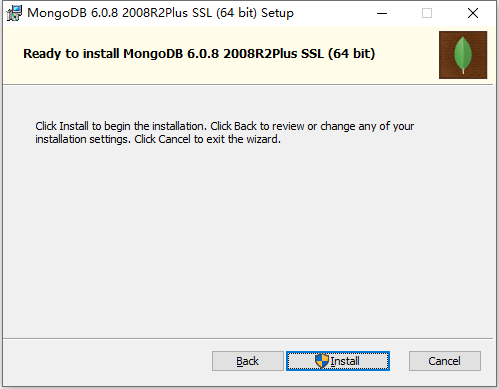 MongoDB 6.0.8 2008R2Plus SSL (64 bit) Setup
Ready to install MongoDB 6.0.8 2008R2Plus SSL (64 bit)
Click Install to begin the installation. Click Back to review or change any of your
installation settings. Click Cancel to exit the wizard.
Back Install Cancel